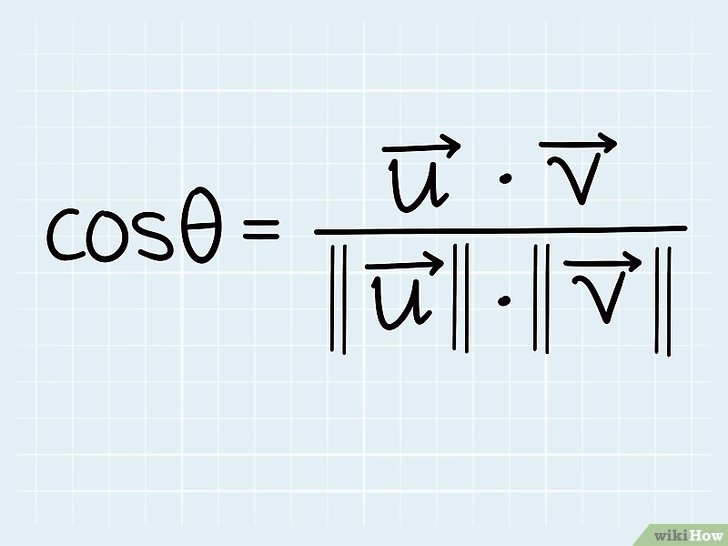 cosθ = u⃗ · v⃗
‖u⃗‖ · ‖v⃗‖
wikiHow